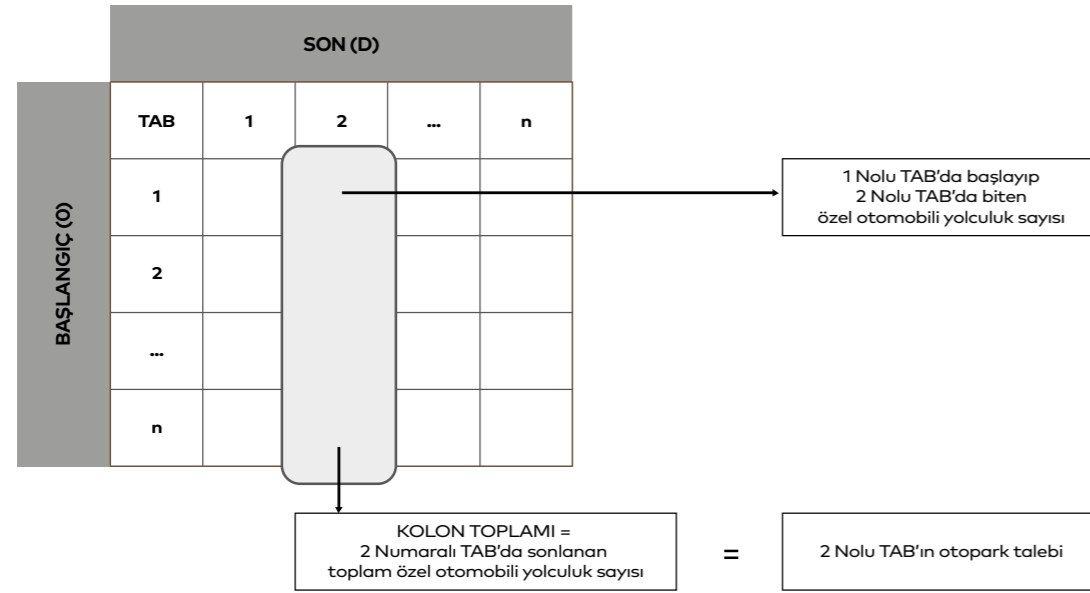 SON (D)
BAŞLANGIÇ (O)
TAB 1 2 ... n
1
2
...
n
1 Nolu TAB'da başlayıp
2 Nolu TAB'da biten
özel otomobili yolculuk sayısı
KOLON TOPLAMI =
2 Numaralı TAB'da sonlanan
toplam özel otomobili yolculuk sayısı
=
2 Nolu TAB'ın otopark talebi